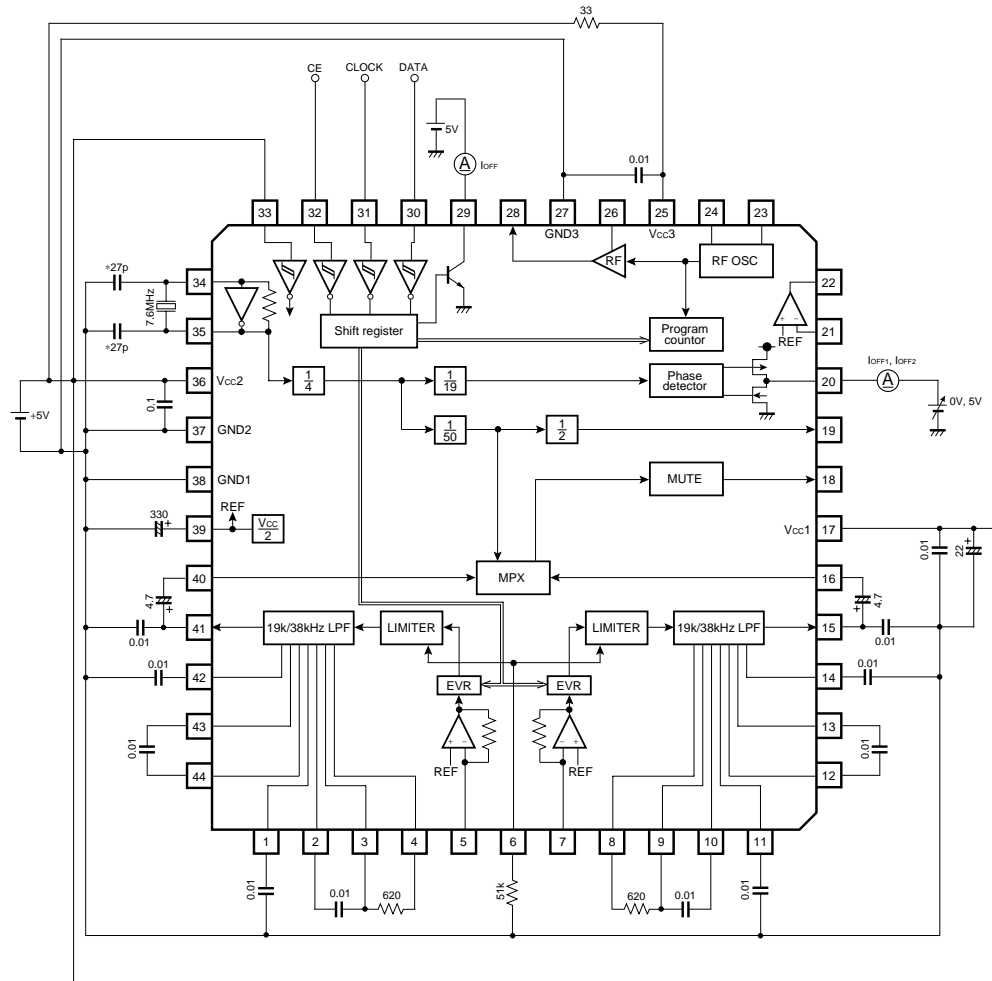 33
CE CLOCK DATA
5V
A IOFF
0.01
33 32 31 30 29 28 27 26 25 24 23
GND3 VCC3
*27p
34
7.6MHz
35
*27p
RF
RF OSC
22
+ −
REF
21
Shift register
Program
countor
VCC2
36
1/4
1/19
Phase
detector
20
IOFF1, IOFF2
A
0V, 5V
+5V
0.1
37
GND2
1/50
1/2
19
38
GND1
MUTE
18
REF
330
+
39
VCC/2
VCC1
17
0.01
22
+
40
MPX
16
4.7
+
4.7
+
41
19k/38kHz LPF
LIMITER
LIMITER
19k/38kHz LPF
15
0.01
0.01
0.01
42
EVR
EVR
14
0.01
43
+ −
− +
13
0.01
0.01
REF
REF
44
12
1 2 3 4 5 6 7 8 9 10 11
0.01
0.01
620
51k
620
0.01
0.01